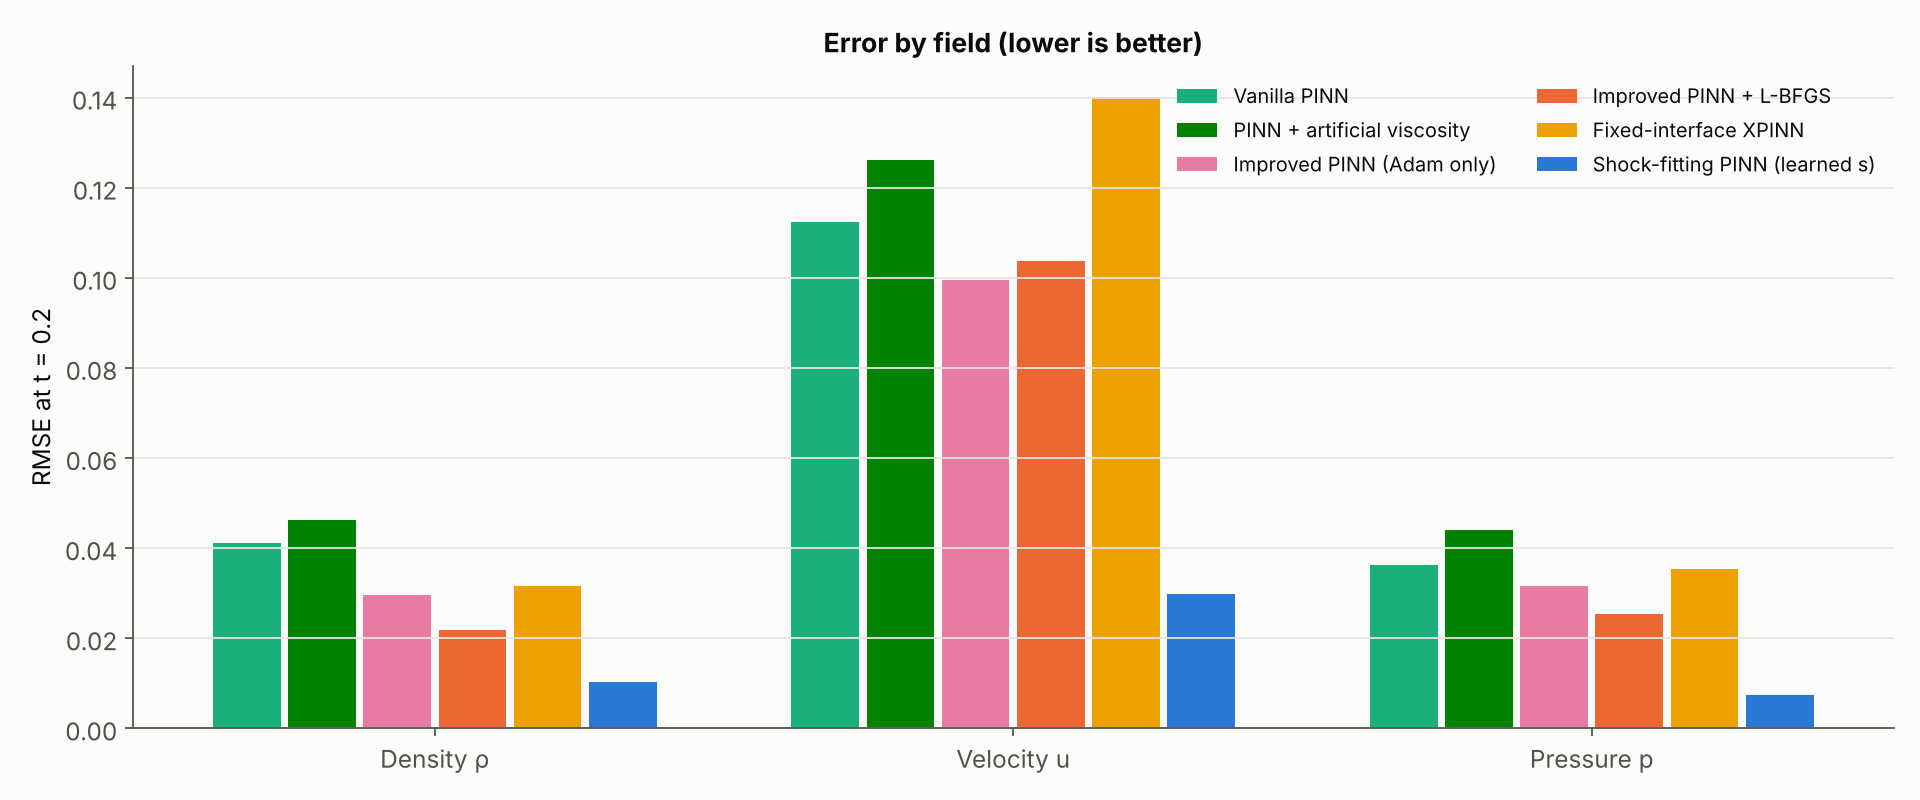 Error by field (lower is better)
RMSE at t = 0.2
0.14
0.12
0.10
0.08
0.06
0.04
0.02
0.00
Vanilla PINN
PINN + artificial viscosity
Improved PINN (Adam only)
Improved PINN + L-BFGS
Fixed-interface XPINN
Shock-fitting PINN (learned s)
Density ρ
Velocity u
Pressure p